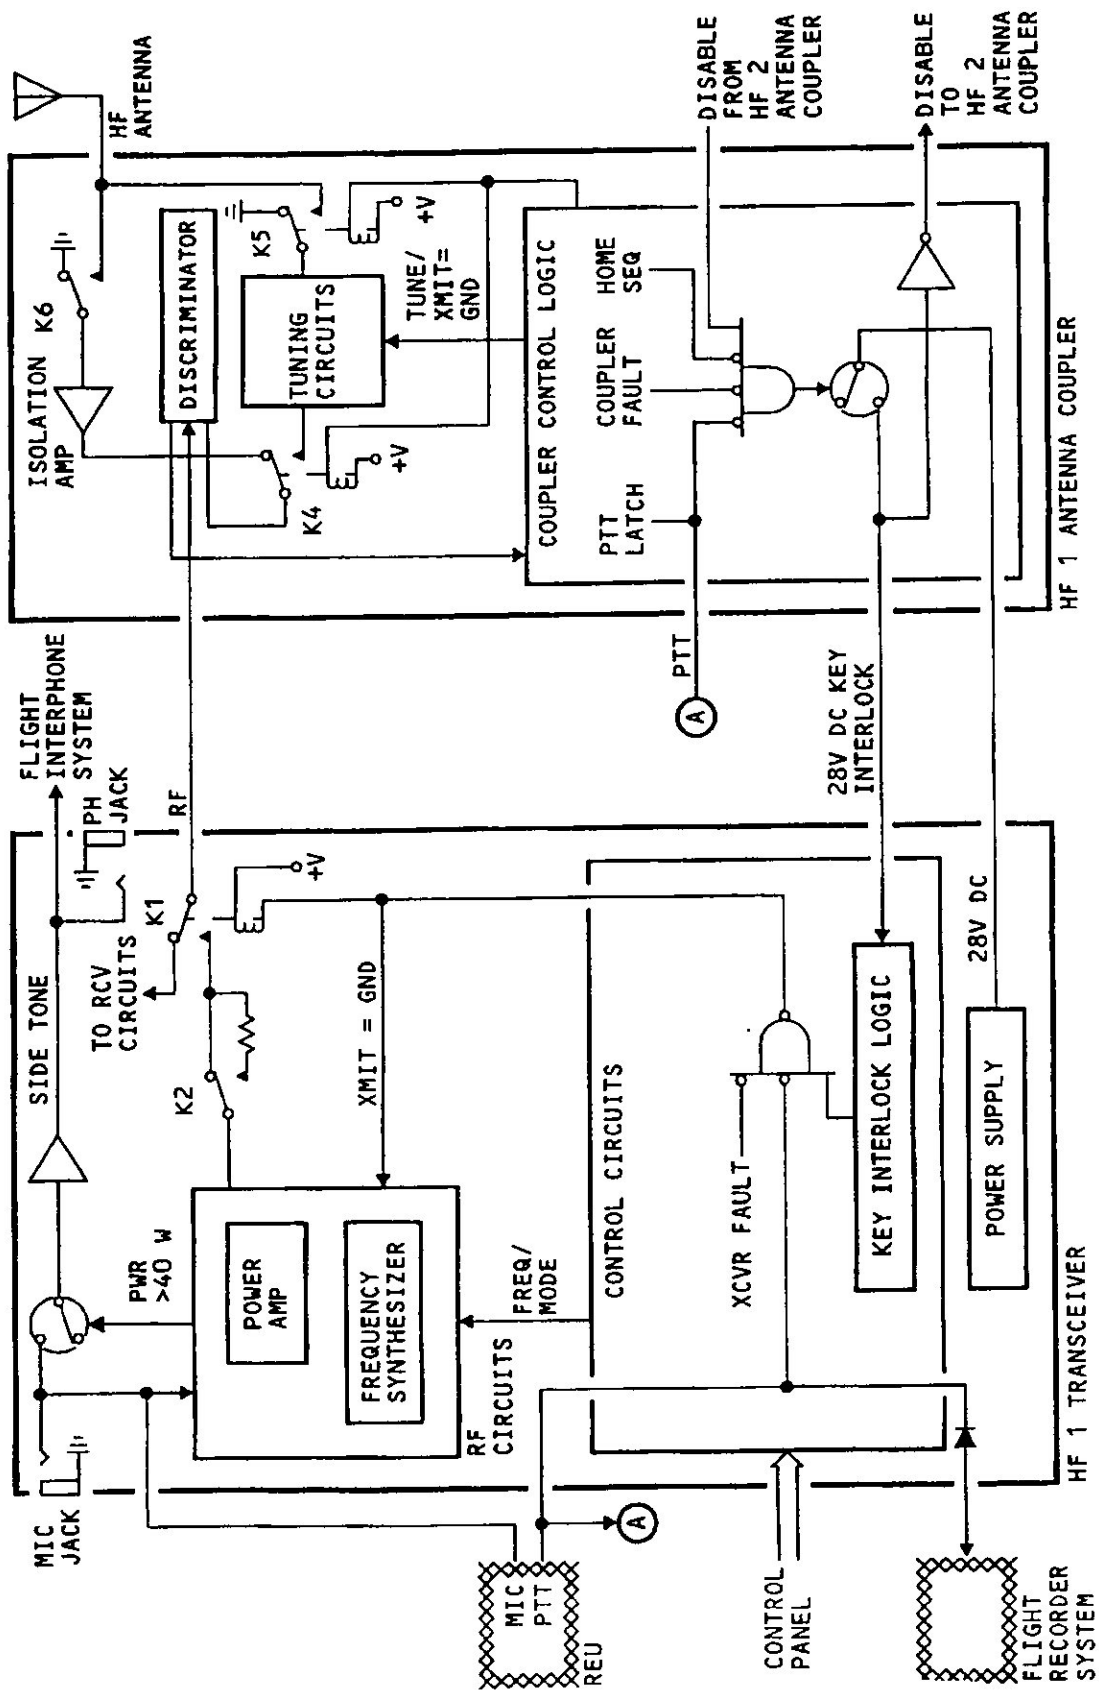 MIC
JACK
SIDE TONE
FLIGHT
INTERPHONE
SYSTEM
PH
JACK
PWR
>40 W
TO RCV
CIRCUITS
K1
RF
K2
+V
POWER
AMP
FREQUENCY
SYNTHESIZER
RF
CIRCUITS
XMIT = GND
FREQ/
MODE
MIC
PTT
REU
A
CONTROL CIRCUITS
XCVR FAULT
KEY INTERLOCK LOGIC
POWER SUPPLY
28V DC
CONTROL
PANEL
FLIGHT
RECORDER
SYSTEM
HF 1 TRANSCEIVER
ISOLATION
AMP
K6
HF
ANTENNA
DISCRIMINATOR
K4
TUNING
CIRCUITS
K5
+V
+V
TUNE/
XMIT=
GND
COUPLER CONTROL LOGIC
PTT
LATCH
COUPLER
FAULT
HOME
SEQ
A
PTT
28V DC KEY
INTERLOCK
DISABLE
FROM
HF 2
ANTENNA
COUPLER
DISABLE
TO
HF 2
ANTENNA
COUPLER
HF 1 ANTENNA COUPLER